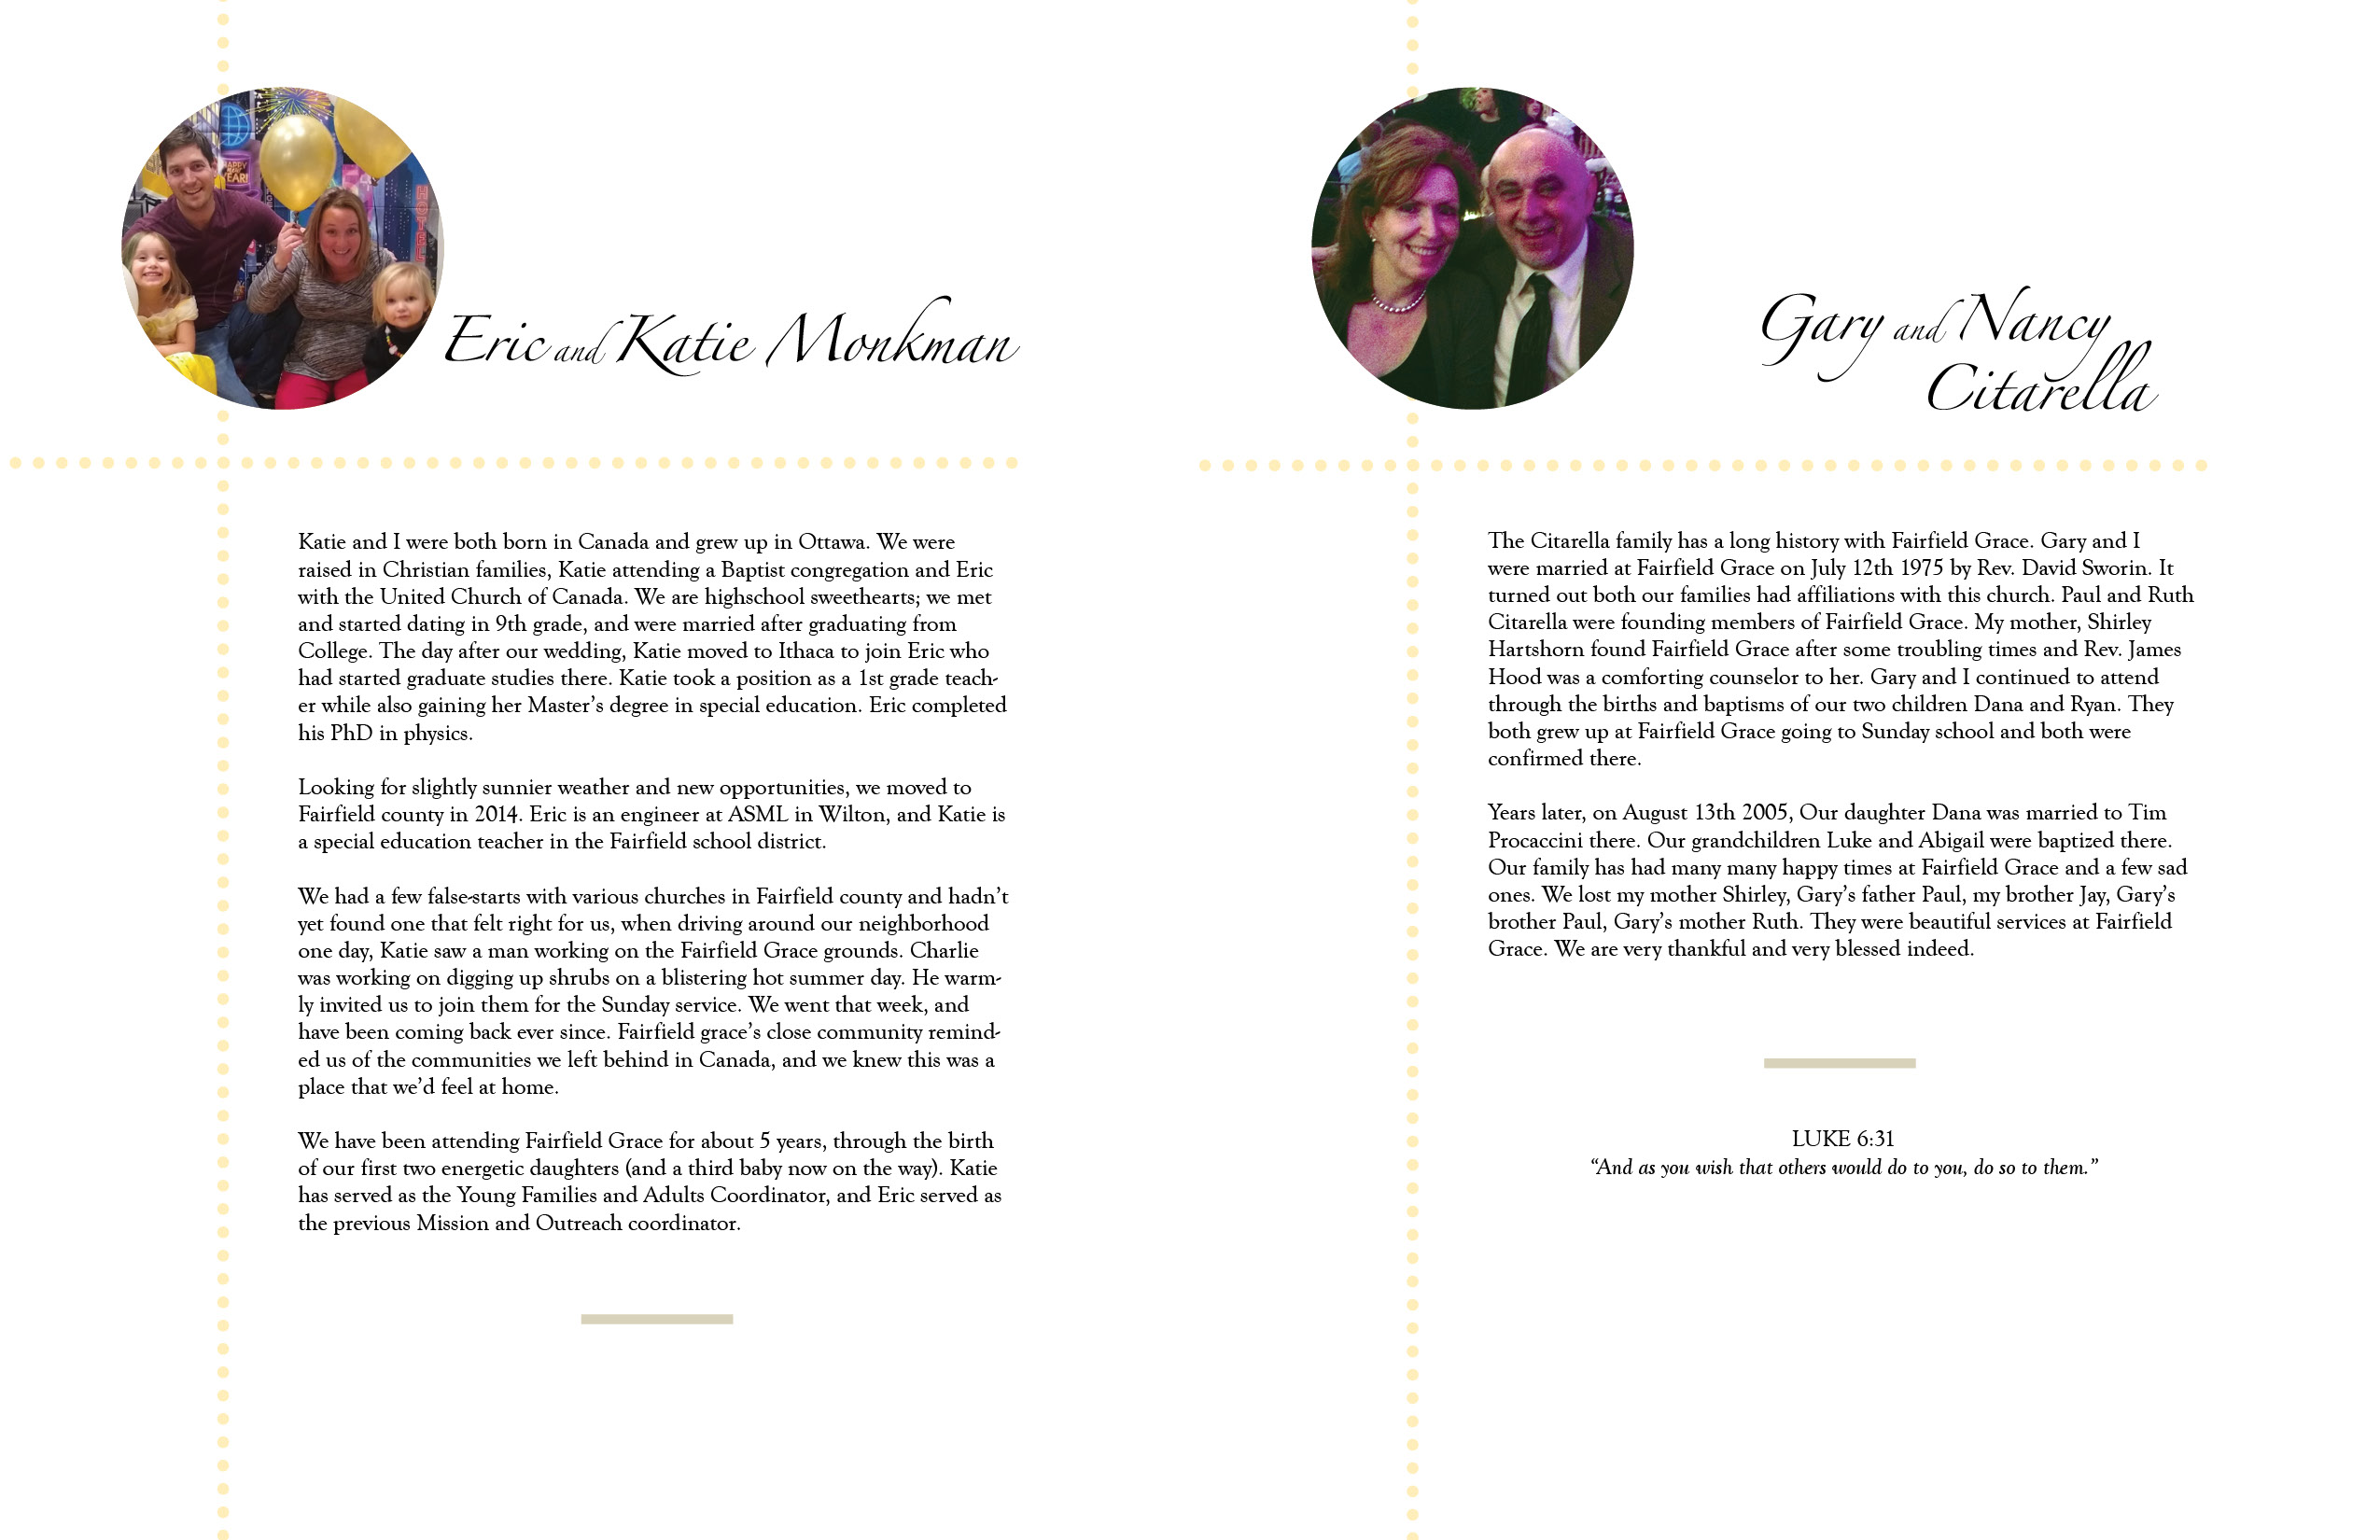 Eric and Katie Monkman
Katie and I were both born in Canada and grew up in Ottawa. We were
raised in Christian families, Katie attending a Baptist congregation and Eric
with the United Church of Canada. We are highschool sweethearts; we met
and started dating in 9th grade, and were married after graduating from
College. The day after our wedding, Katie moved to Ithaca to join Eric who
had started graduate studies there. Katie took a position as a 1st grade teach-
er while also gaining her Master’s degree in special education. Eric completed
his PhD in physics.
Looking for slightly sunnier weather and new opportunities, we moved to
Fairfield county in 2014. Eric is an engineer at ASML in Wilton, and Katie is
a special education teacher in the Fairfield school district.
We had a few false-starts with various churches in Fairfield county and hadn’t
yet found one that felt right for us, when driving around our neighborhood
one day, Katie saw a man working on the Fairfield Grace grounds. Charlie
was working on digging up shrubs on a blistering hot summer day. He warm-
ly invited us to join them for the Sunday service. We went that week, and
have been coming back ever since. Fairfield grace’s close community remind-
ed us of the communities we left behind in Canada, and we knew this was a
place that we’d feel at home.
We have been attending Fairfield Grace for about 5 years, through the birth
of our first two energetic daughters (and a third baby now on the way). Katie
has served as the Young Families and Adults Coordinator, and Eric served as
the previous Mission and Outreach coordinator.
Gary and Nancy
Citarella
The Citarella family has a long history with Fairfield Grace. Gary and I
were married at Fairfield Grace on July 12th 1975 by Rev. David Sworin. It
turned out both our families had affiliations with this church. Paul and Ruth
Citarella were founding members of Fairfield Grace. My mother, Shirley
Hartshorn found Fairfield Grace after some troubling times and Rev. James
Hood was a comforting counselor to her. Gary and I continued to attend
through the births and baptisms of our two children Dana and Ryan. They
both grew up at Fairfield Grace going to Sunday school and both were
confirmed there.
Years later, on August 13th 2005, Our daughter Dana was married to Tim
Procaccini there. Our grandchildren Luke and Abigail were baptized there.
Our family has had many many happy times at Fairfield Grace and a few sad
ones. We lost my mother Shirley, Gary’s father Paul, my brother Jay, Gary’s
brother Paul, Gary’s mother Ruth. They were beautiful services at Fairfield
Grace. We are very thankful and very blessed indeed.
LUKE 6:31
“And as you wish that others would do to you, do so to them.”
HAPPY
YEAR!
HOTEL